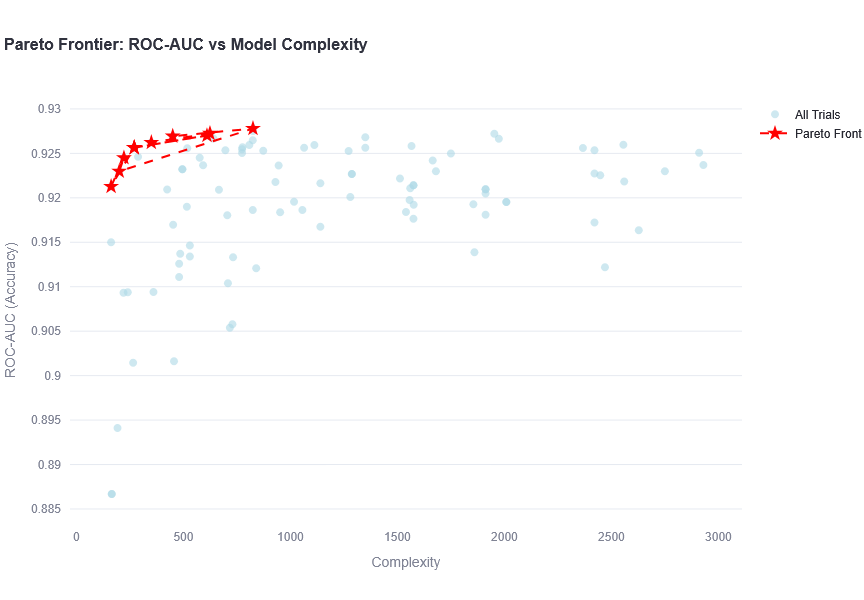 Pareto Frontier: ROC-AUC vs Model Complexity
All Trials
Pareto Front
ROC-AUC (Accuracy)
0.93
0.925
0.92
0.915
0.91
0.905
0.9
0.895
0.89
0.885
0 500 1000 1500 2000 2500 3000
Complexity